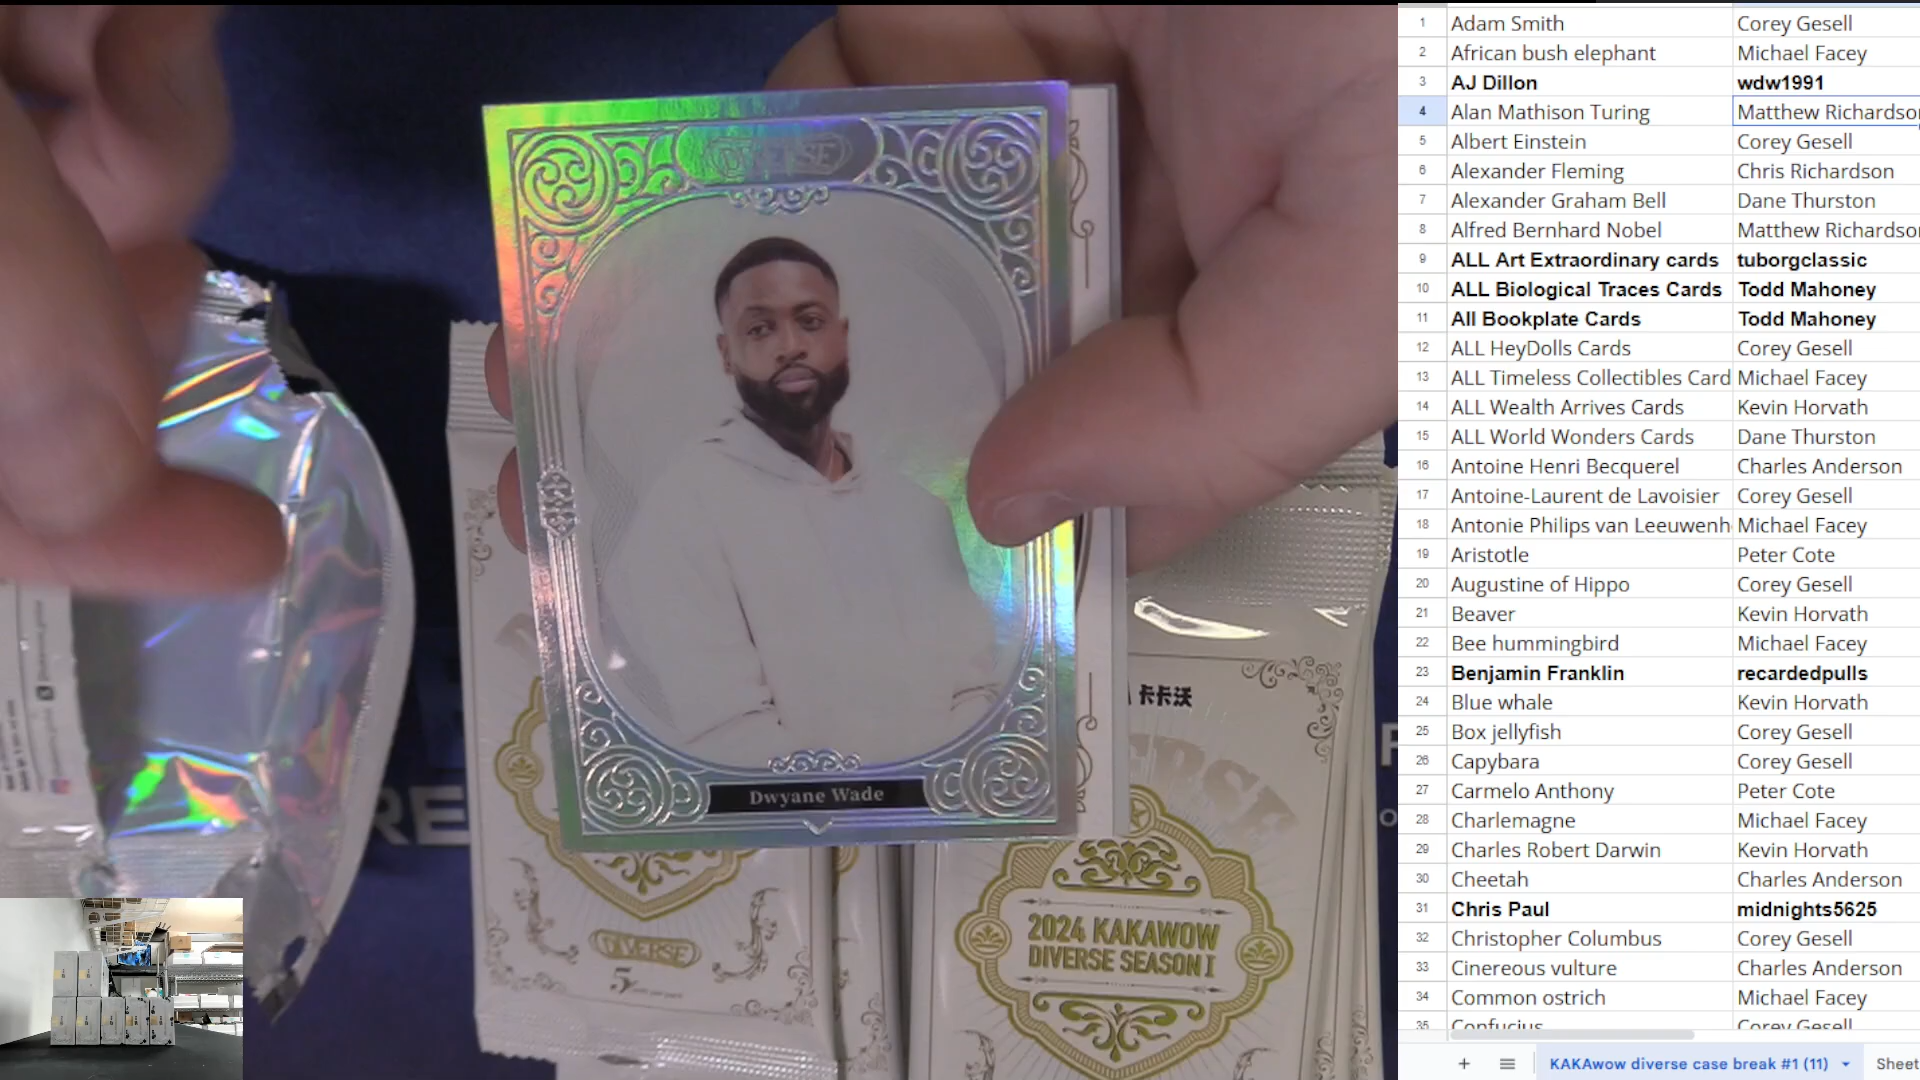 DIVERSE
Dwyane Wade
卡沃
2024 KAKAWOW
DIVERSE SEASON I
DIVERSE
5
RE
1 Adam Smith Corey Gesell
2 African bush elephant Michael Facey
3 AJ Dillon wdw1991
4 Alan Mathison Turing Matthew Richardson
5 Albert Einstein Corey Gesell
6 Alexander Fleming Chris Richardson
7 Alexander Graham Bell Dane Thurston
8 Alfred Bernhard Nobel Matthew Richardso
9 ALL Art Extraordinary cards tuborgclassic
10 ALL Biological Traces Cards Todd Mahoney
11 All Bookplate Cards Todd Mahoney
12 ALL HeyDolls Cards Corey Gesell
13 ALL Timeless Collectibles Card Michael Facey
14 ALL Wealth Arrives Cards Kevin Horvath
15 ALL World Wonders Cards Dane Thurston
16 Antoine Henri Becquerel Charles Anderson
17 Antoine-Laurent de Lavoisier Corey Gesell
18 Antonie Philips van Leeuwenh Michael Facey
19 Aristotle Peter Cote
20 Augustine of Hippo Corey Gesell
21 Beaver Kevin Horvath
22 Bee hummingbird Michael Facey
23 Benjamin Franklin recardedpulls
24 Blue whale Kevin Horvath
25 Box jellyfish Corey Gesell
26 Capybara Corey Gesell
27 Carmelo Anthony Peter Cote
28 Charlemagne Michael Facey
29 Charles Robert Darwin Kevin Horvath
30 Cheetah Charles Anderson
31 Chris Paul midnights5625
32 Christopher Columbus Corey Gesell
33 Cinereous vulture Charles Anderson
34 Common ostrich Michael Facey
35 Confucius Corey Gesell
KAKAwow diverse case break #1 (11) Sheet